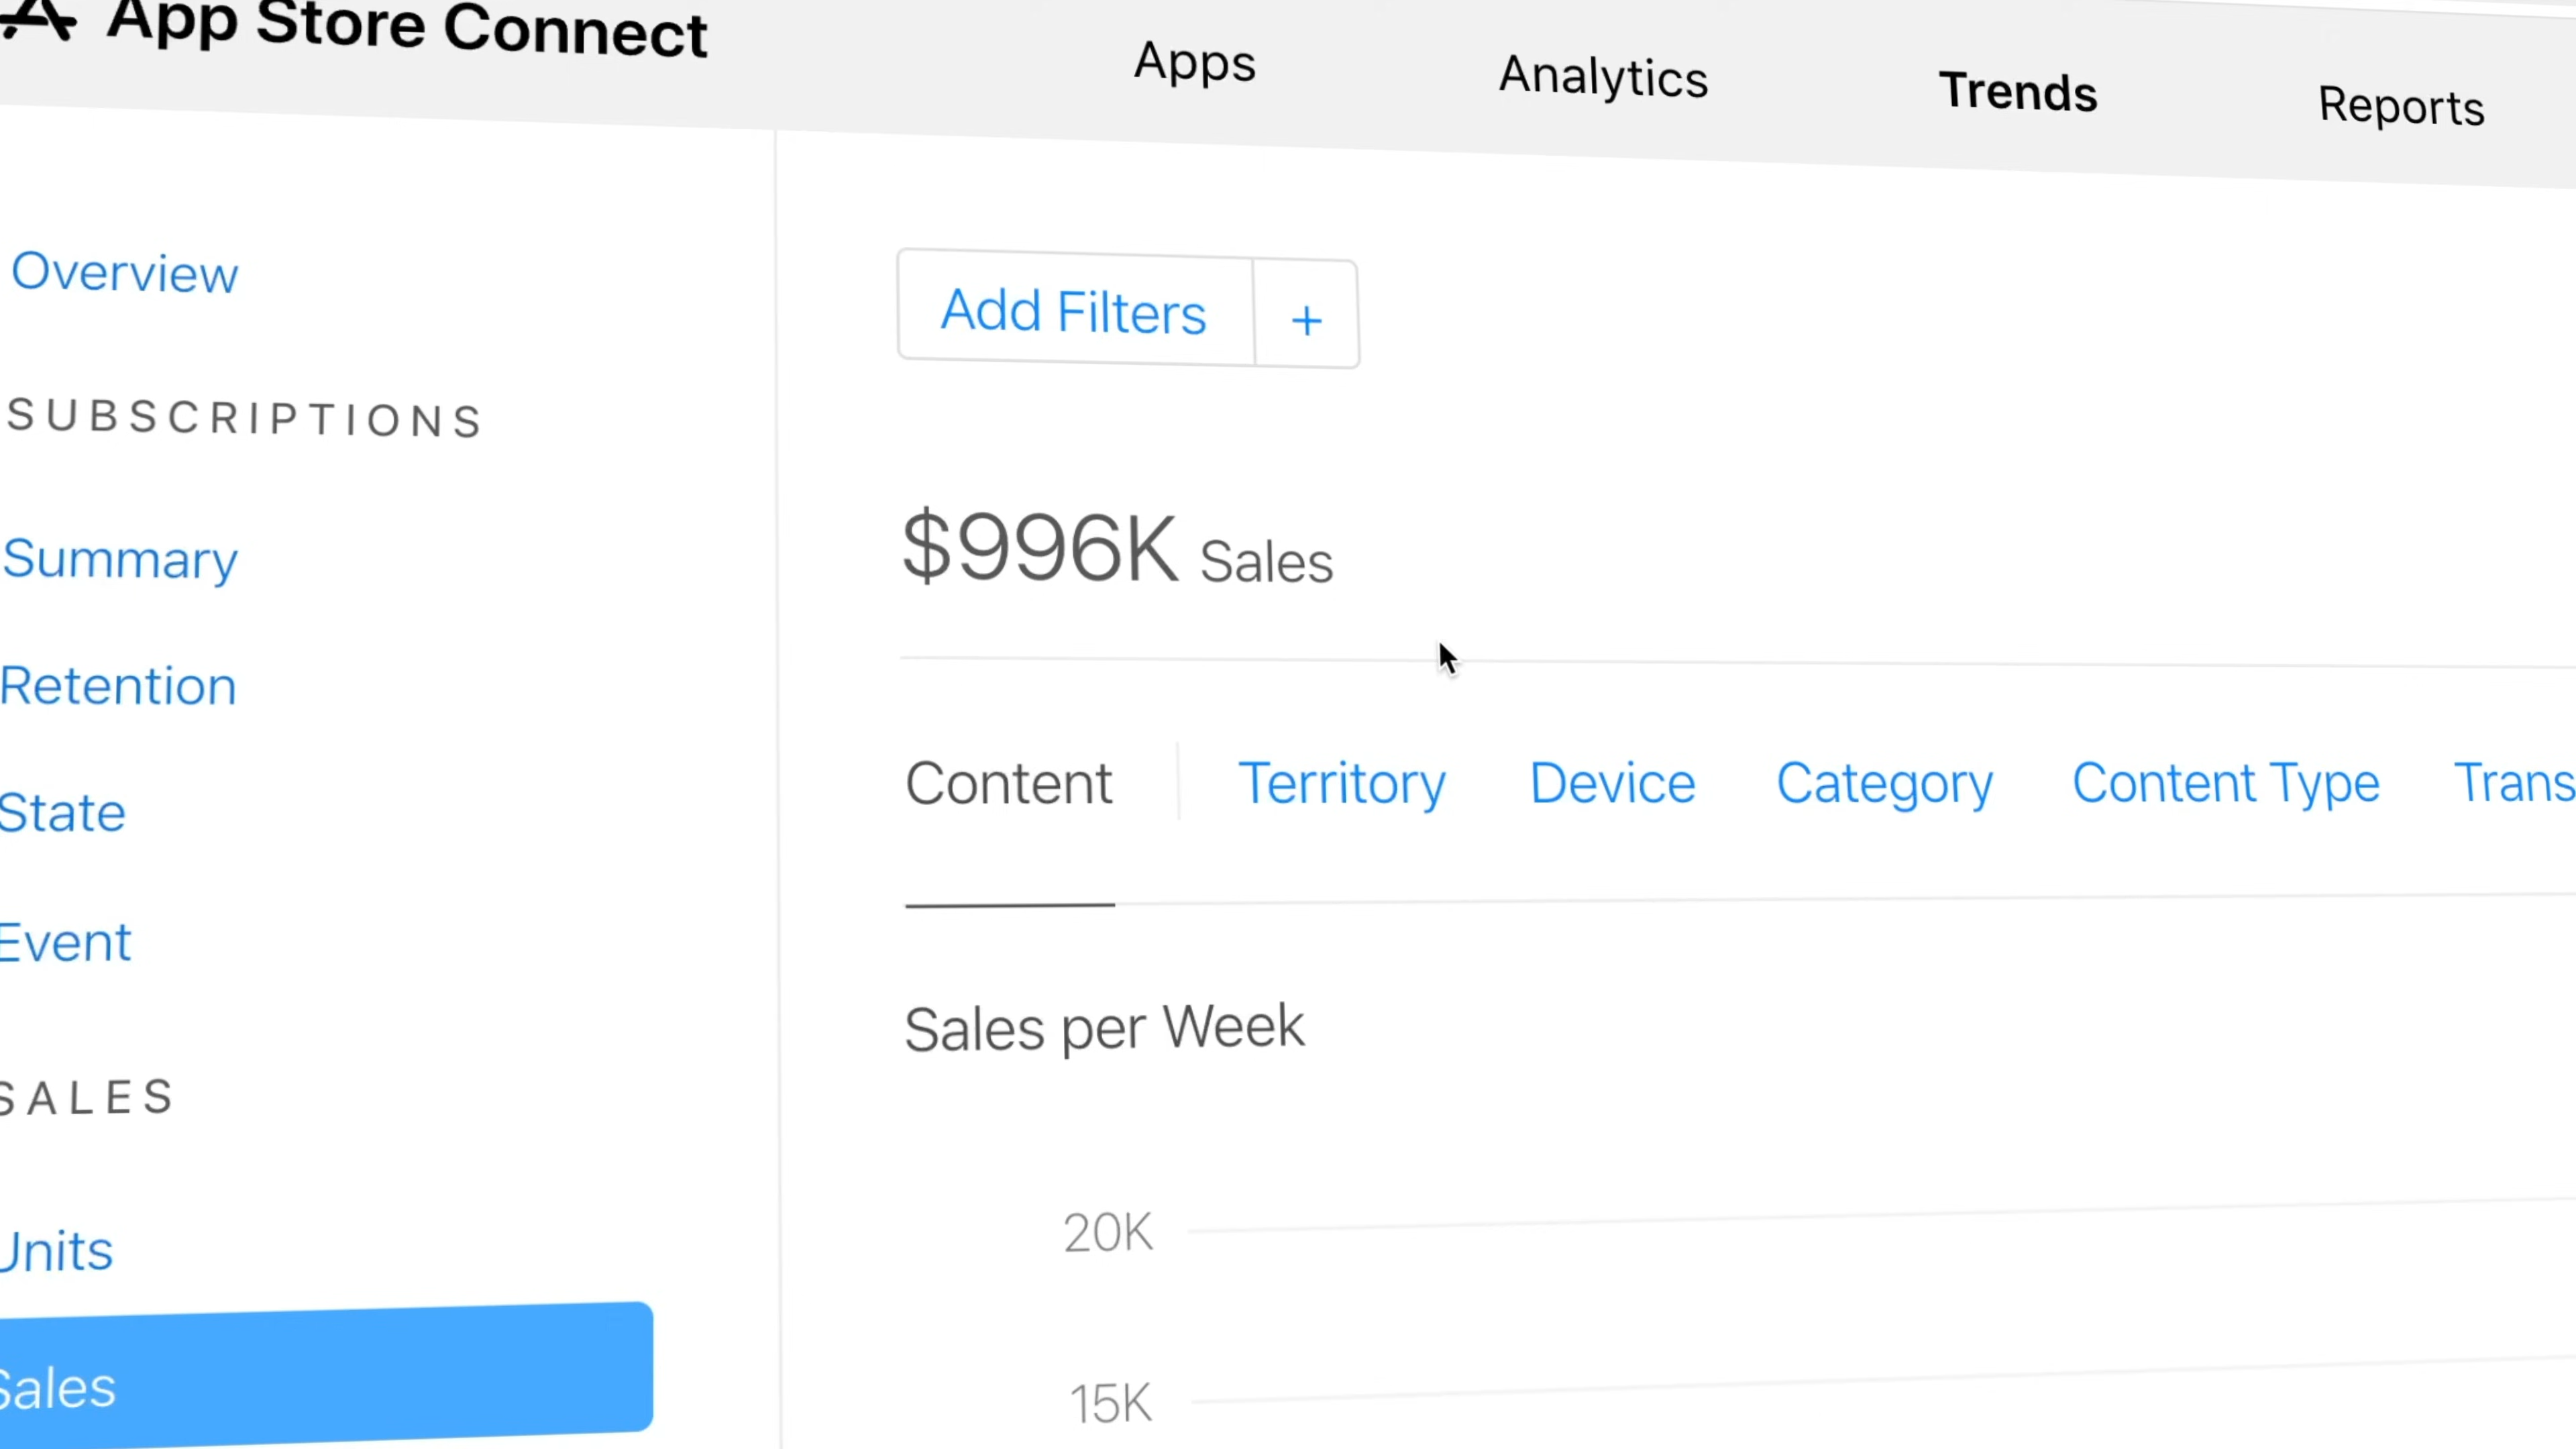 App Store Connect
Apps
Analytics
Trends
Reports
Overview
SUBSCRIPTIONS
Summary
Retention
State
Event
SALES
Units
Sales
Add Filters
+
$996K Sales
Content
Territory
Device
Category
Content Type
Trans
Sales per Week
20K
15K